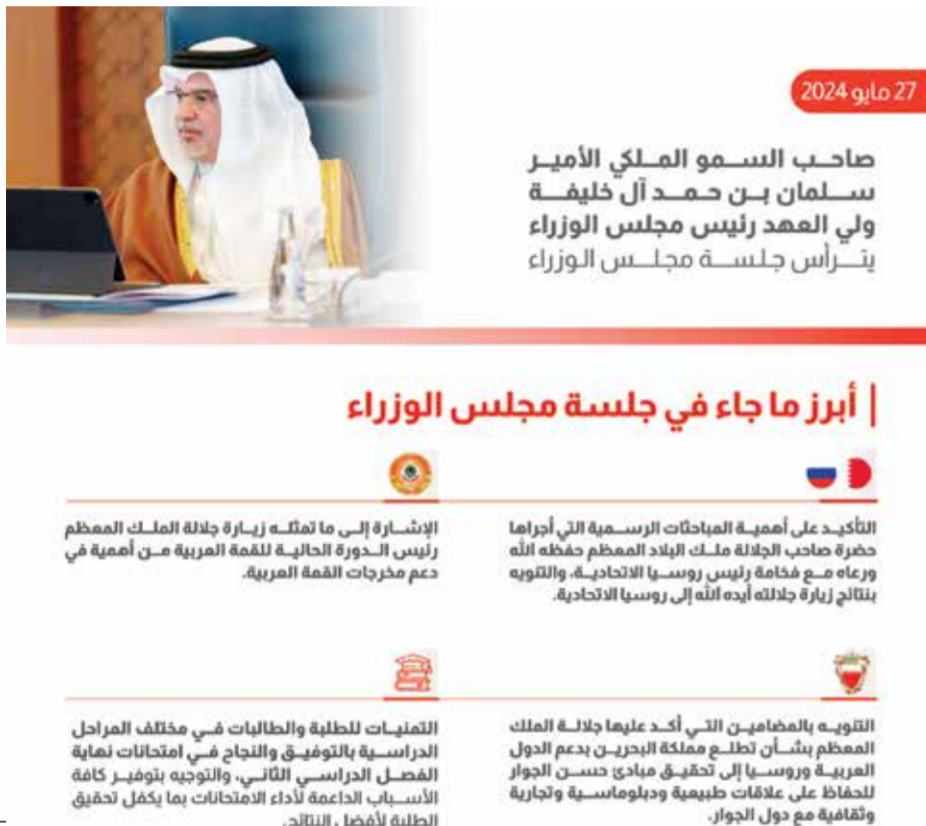 27 مايو 2024
صاحب السمو الملكي الأمير
سلمان بن حمد آل خليفة
ولي العهد رئيس مجلس الوزراء
يترأس جلسة مجلس الوزراء
أبرز ما جاء في جلسة مجلس الوزراء
التأكيد على أهمية المباحثات الرسمية التي أجراها
حضرة صاحب الجلالة ملك البلاد المعظم حفظه الله
ورعاه مع فخامة رئيس روسيا الاتحادية، والتنويه
بنتائج زيارة جلالته أيده الله إلى روسيا الاتحادية.
الإشارة إلى ما تمثله زيارة جلالة الملك المعظم
رئيس الدورة الحالية للقمة العربية من أهمية في
دعم مخرجات القمة العربية.
التنويه بالمضامين التي أكد عليها جلالة الملك
المعظم بشأن تطلع مملكة البحرين بدعم الدول
العربية وروسيا إلى تحقيق مبادئ حسن الجوار
للحفاظ على علاقات طبيعية ودبلوماسية وتجارية
وثقافية مع دول الجوار.
التمنيات للطلبة والطالبات في مختلف المراحل
الدراسية بالتوفيق والنجاح في امتحانات نهاية
الفصل الدراسي الثاني، والتوجيه بتوفير كافة
الأسباب الداعمة لأداء الامتحانات بما يكفل تحقيق
الطلبة لأفضل النتائج.